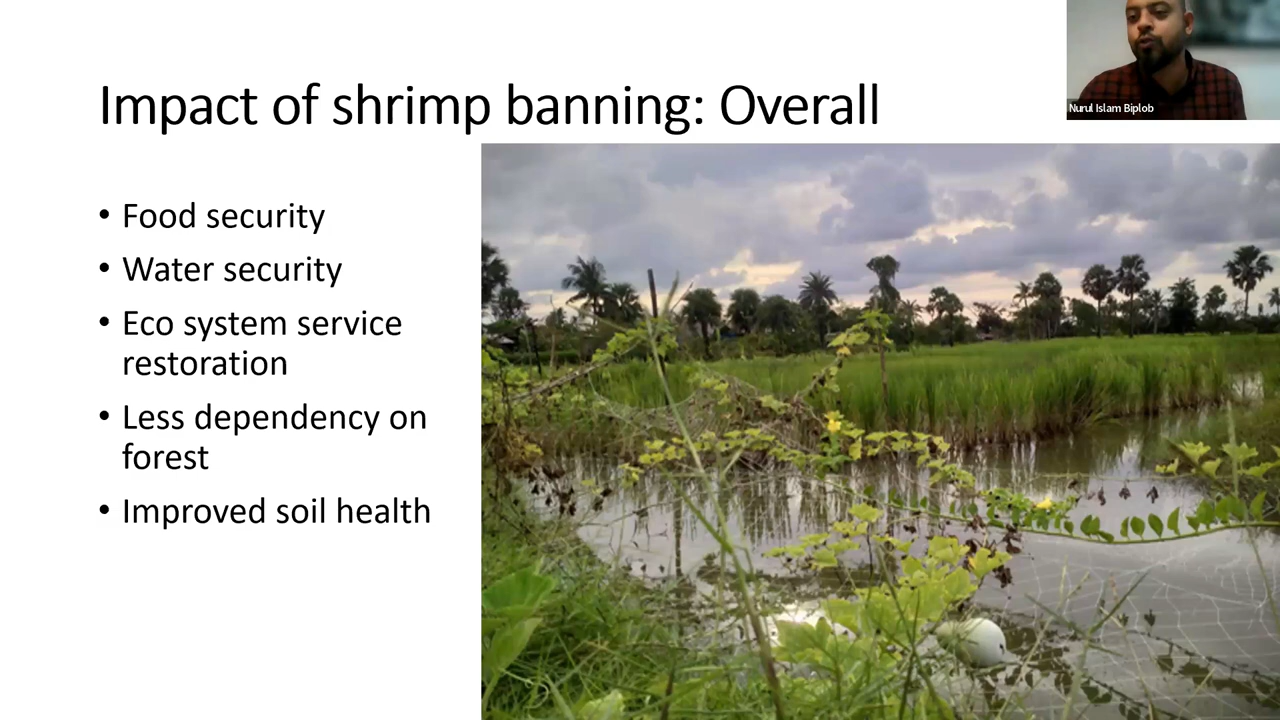 Impact of shrimp banning: Overall
Nurul Islam Biplob
• Food security
• Water security
• Eco system service
restoration
• Less dependency on
forest
• Improved soil health